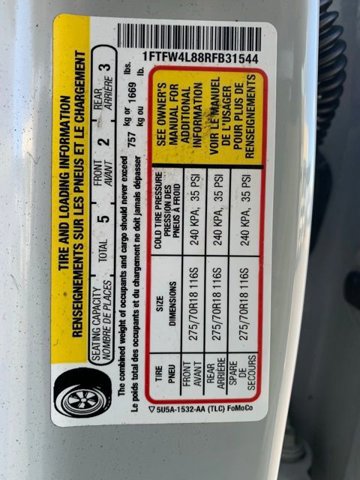 TIRE AND LOADING INFORMATION
RENSEIGNEMENTS SUR LES PNEUS ET LE CHARGEMENT
SEATING CAPACITY
NOMBRE DE PLACES
TOTAL 5
FRONT
AVANT 2
REAR
ARRIÈRE 3
The combined weight of occupants and cargo should never exceed
Le poids total des occupants et du chargement ne doit jamais dépasser
757 kg or 1669 lbs.
kg ou lb.
TIRE SIZE COLD TIRE PRESSURE
PNEU DIMENSIONS PRESSION DES
PNEUS À FROID
FRONT
AVANT 275/70R18 116S 240 KPA, 35 PSI
REAR
ARRIÈRE 275/70R18 116S 240 KPA, 35 PSI
SPARE
DE
SECOURS 275/70R18 116S 240 KPA, 35 PSI
SEE OWNER'S
MANUAL FOR
ADDITIONAL
INFORMATION
VOIR LE MANUEL
DE L'USAGER
POUR PLUS DE
RENSEIGNEMENTS
1FTFW4L88RFB31544
5U5A-1532-AA (TLC) FoMoCo